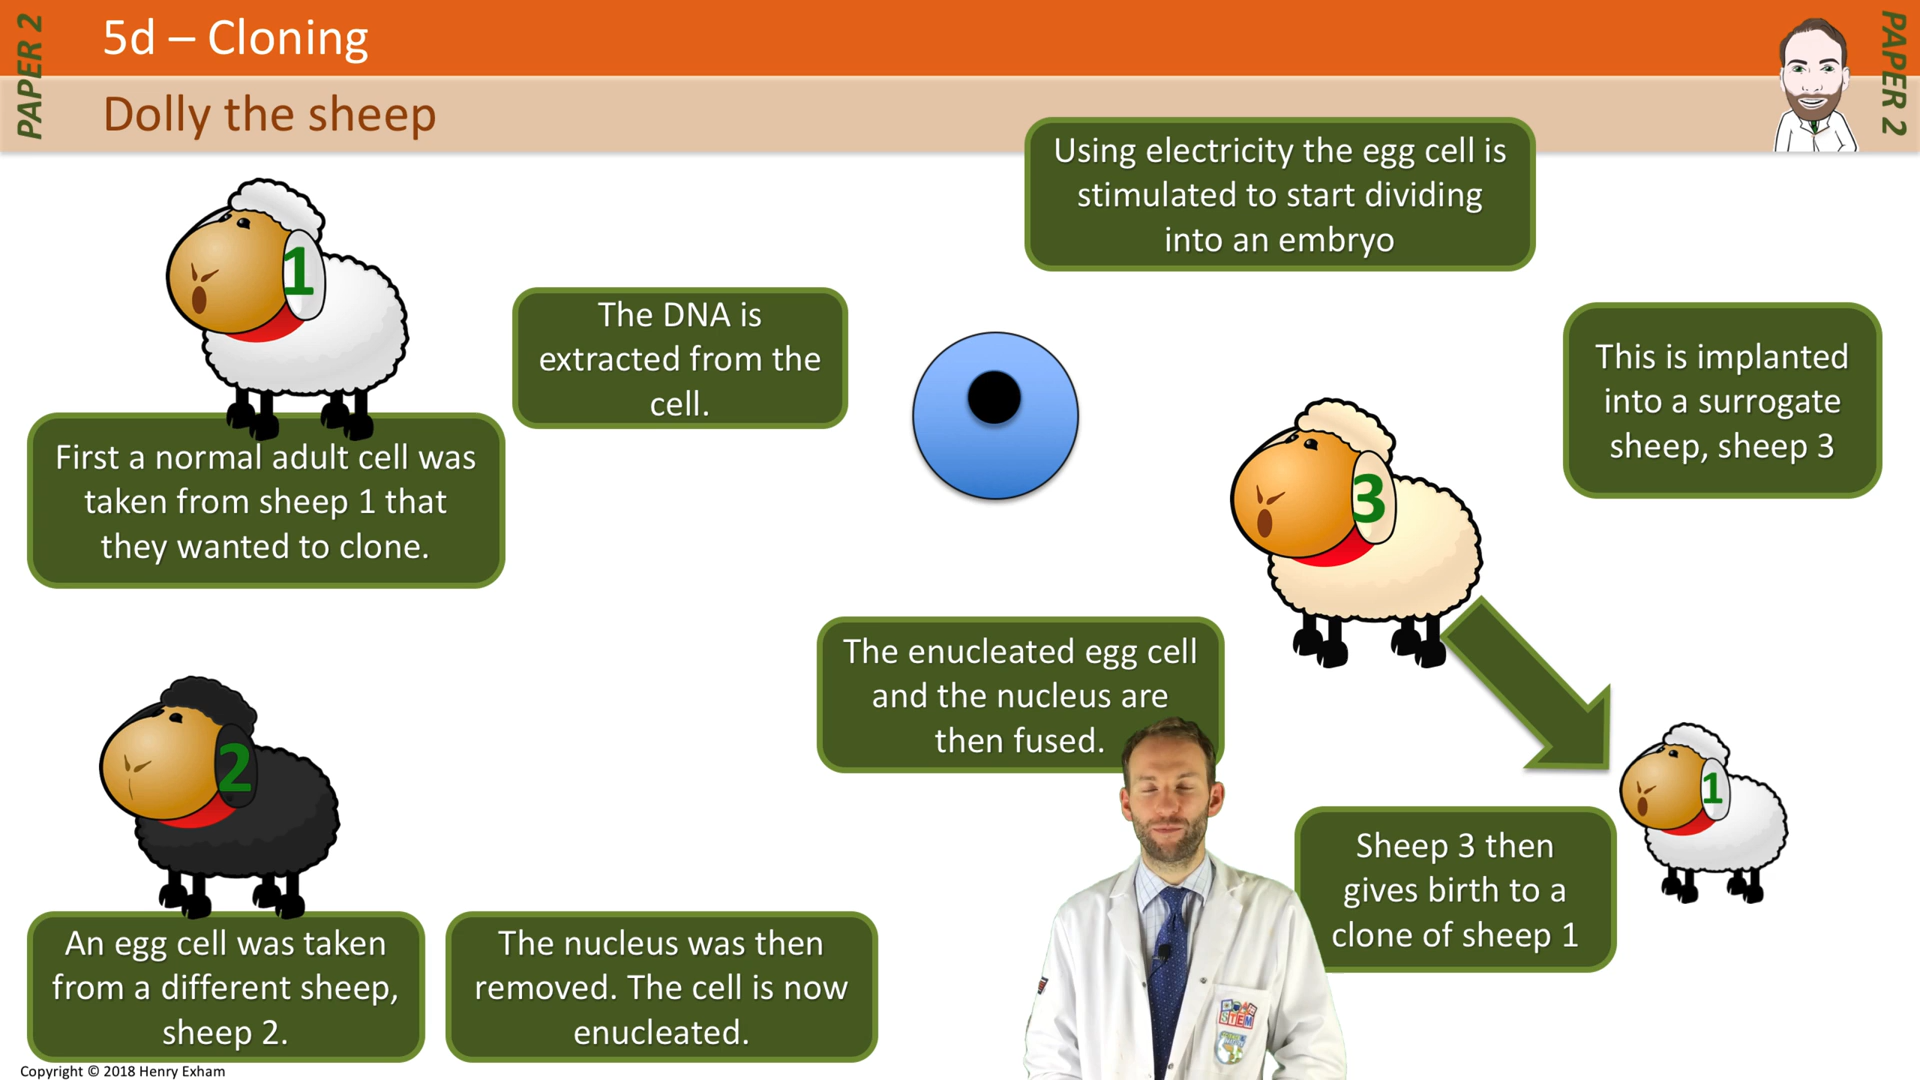 PAPER 2
5d – Cloning
Dolly the sheep
PAPER 2
1
First a normal adult cell was
taken from sheep 1 that
they wanted to clone.
The DNA is
extracted from the
cell.
2
An egg cell was taken
from a different sheep,
sheep 2.
The nucleus was then
removed. The cell is now
enucleated.
The enucleated egg cell
and the nucleus are
then fused.
Using electricity the egg cell is
stimulated to start dividing
into an embryo
This is implanted
into a surrogate
sheep, sheep 3
3
Sheep 3 then
gives birth to a
clone of sheep 1
1
STEM
Copyright © 2018 Henry Exham